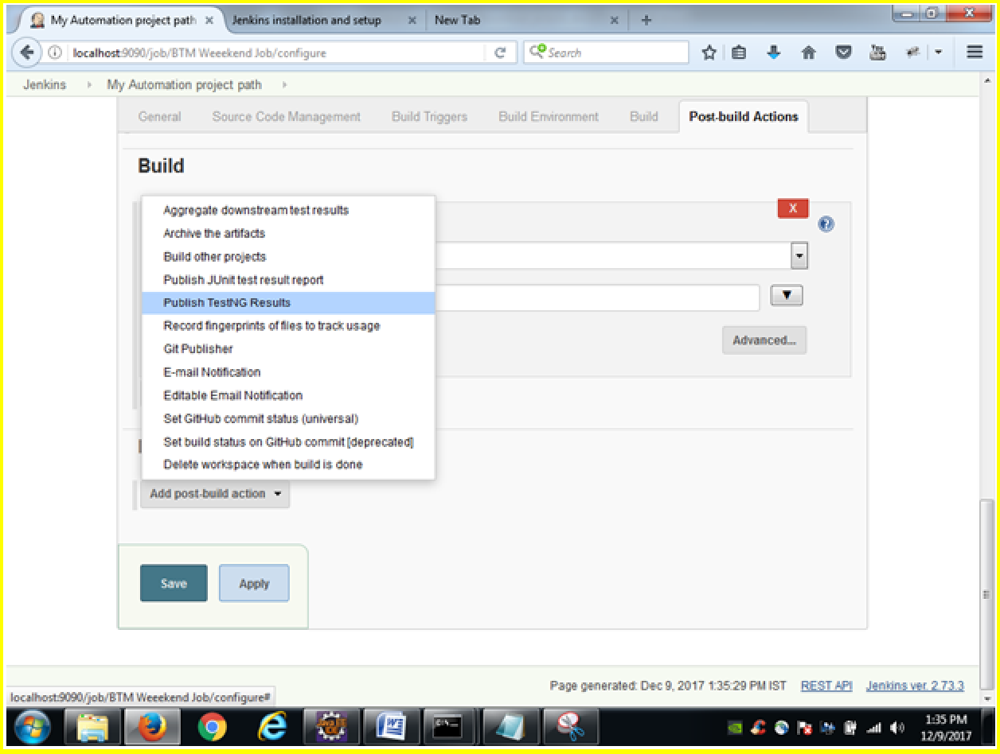 My Automation project path
Jenkins installation and setup
New Tab
localhost:9090/job/BTM Weeekend Job/configure
Search
Jenkins
My Automation project path
General
Source Code Management
Build Triggers
Build Environment
Build
Post-build Actions
Build
Aggregate downstream test results
Archive the artifacts
Build other projects
Publish JUnit test result report
Publish TestNG Results
Record fingerprints of files to track usage
Git Publisher
E-mail Notification
Editable Email Notification
Set GitHub commit status (universal)
Set build status on GitHub commit [deprecated]
Delete workspace when build is done
X
Advanced...
Add post-build action
Save
Apply
Page generated: Dec 9, 2017 1:35:29 PM IST
REST API
Jenkins ver. 2.73.3
localhost:9090/job/BTM Weeekend Job/configure#
1:35 PM
12/9/2017